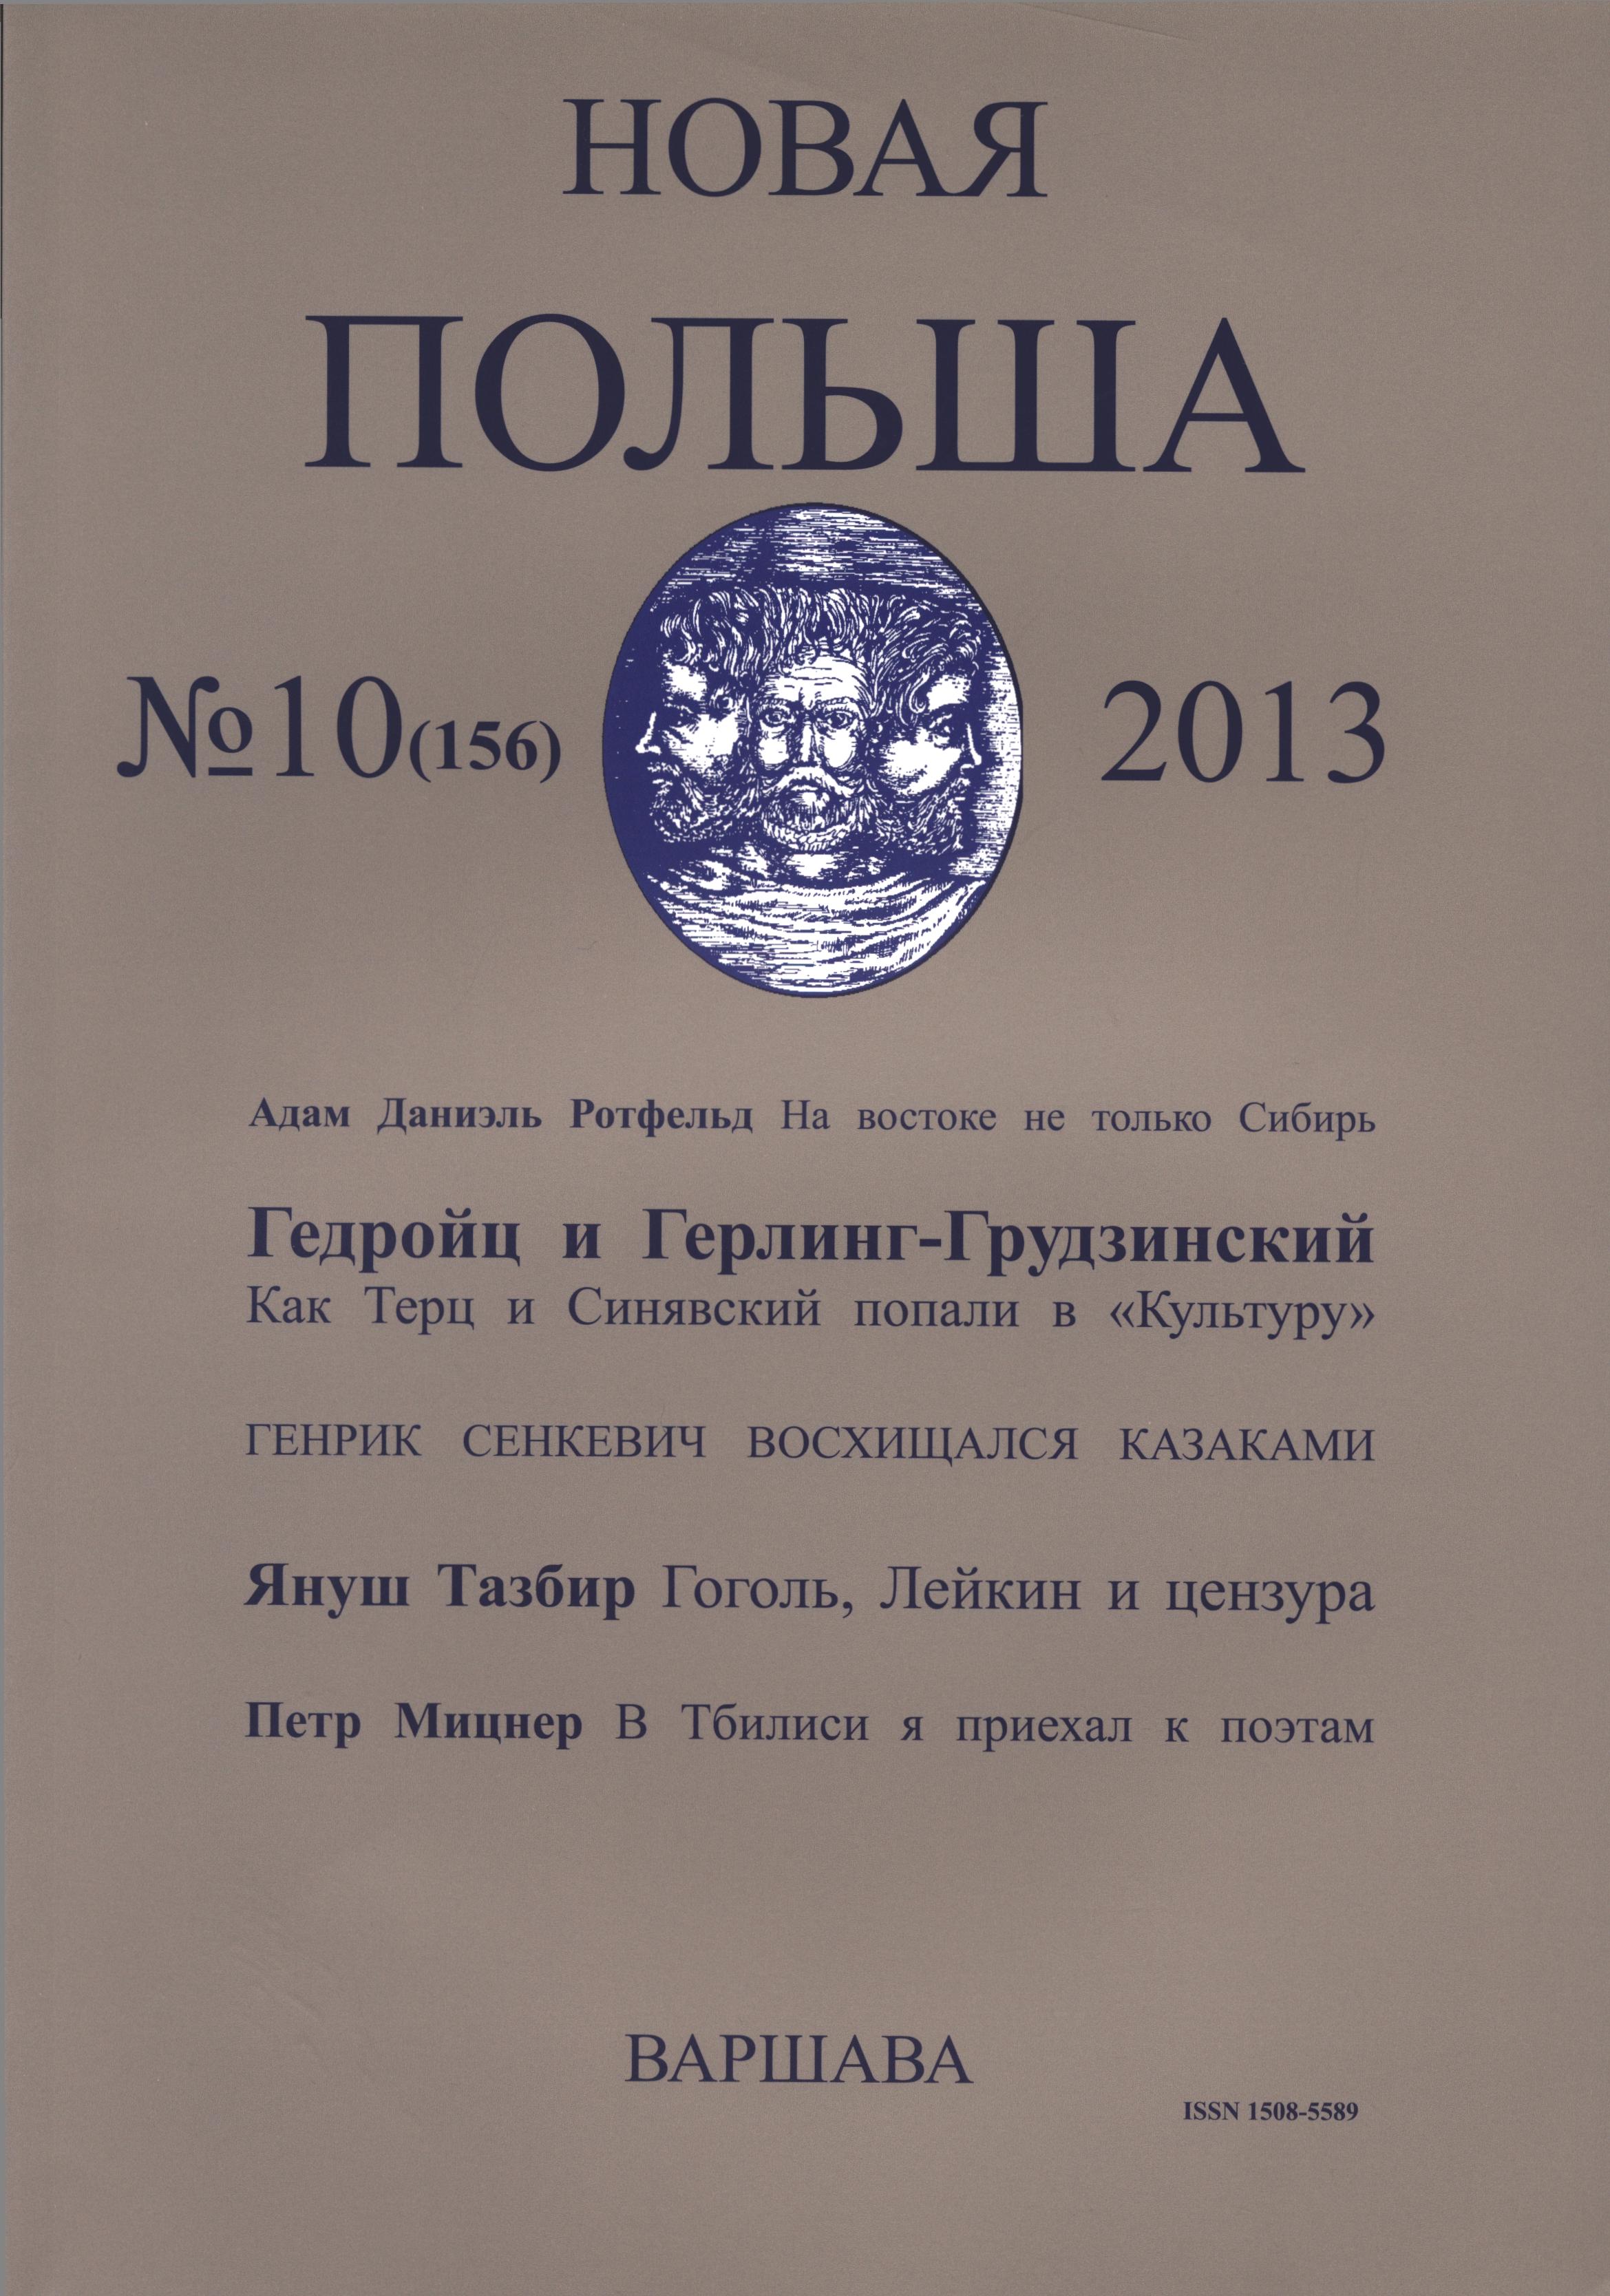 НОВАЯ
ПОЛЬША
№10(156)
2013
Адам Даниэль Ротфельд На востоке не только Сибирь
Гедройц и Герлинг-Грудзинский
Как Терц и Синявский попали в «Культуру»
ГЕНРИК СЕНКЕВИЧ ВОСХИЩАЛСЯ КАЗАКАМИ
Януш Тазбир Гоголь, Лейкин и цензура
Петр Мицнер В Тбилиси я приехал к поэтам
ВАРШАВА
ISSN 1508-5589